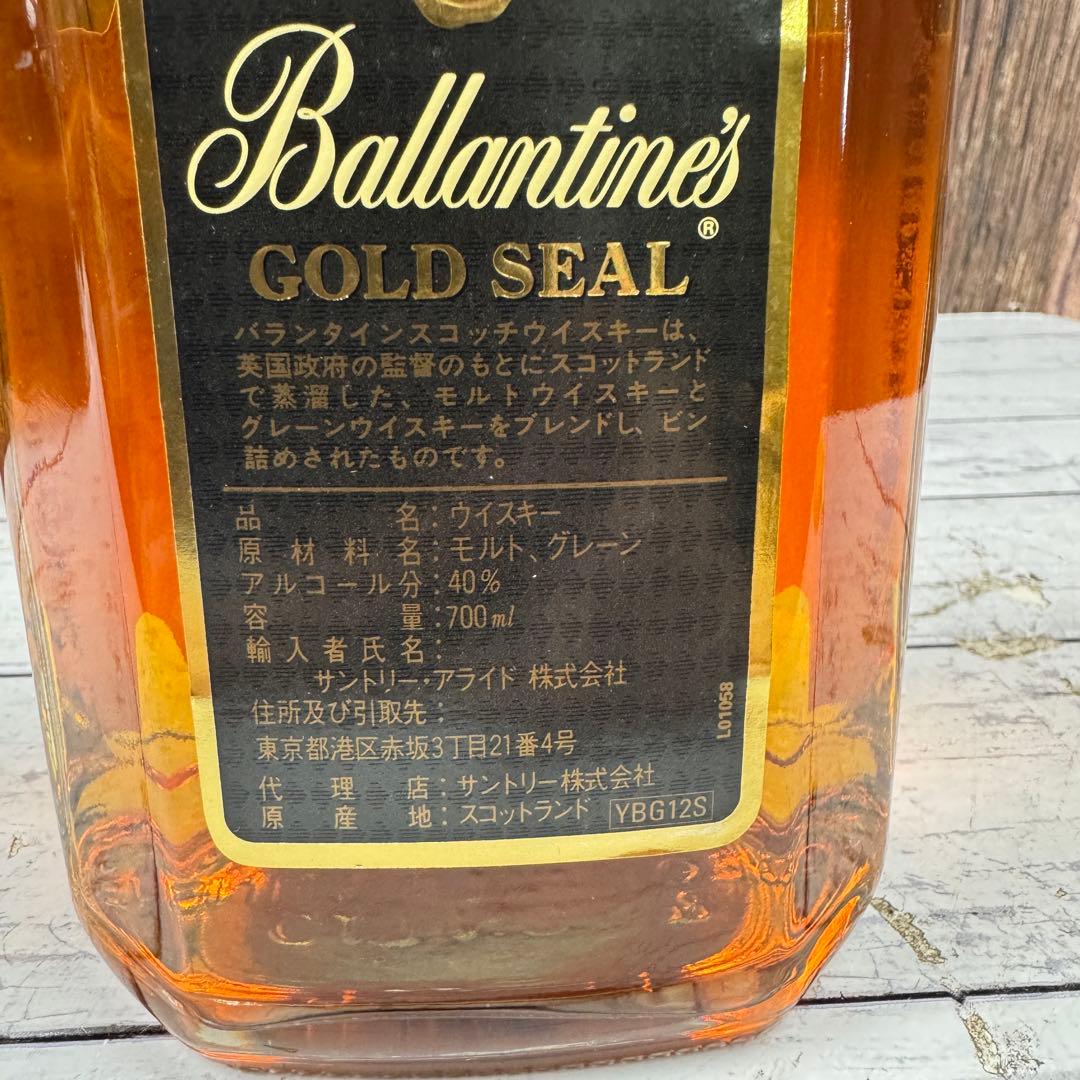 Ballantine's
®
GOLD SEAL
バランタインスコッチウイスキーは、
英国政府の監督のもとにスコットランド
で蒸溜した、モルトウイスキーと
グレーンウイスキーをブレンドし、ビン
詰めされたものです。
品名：ウイスキー
原材料名：モルト、グレーン
アルコール分：40%
容量：700ml
輸入者氏名：
サントリー・アライド 株式会社
住所及び引取先：
東京都港区赤坂3丁目21番4号
代理店：サントリー株式会社
原産地：スコットランド YBG12S
L01058